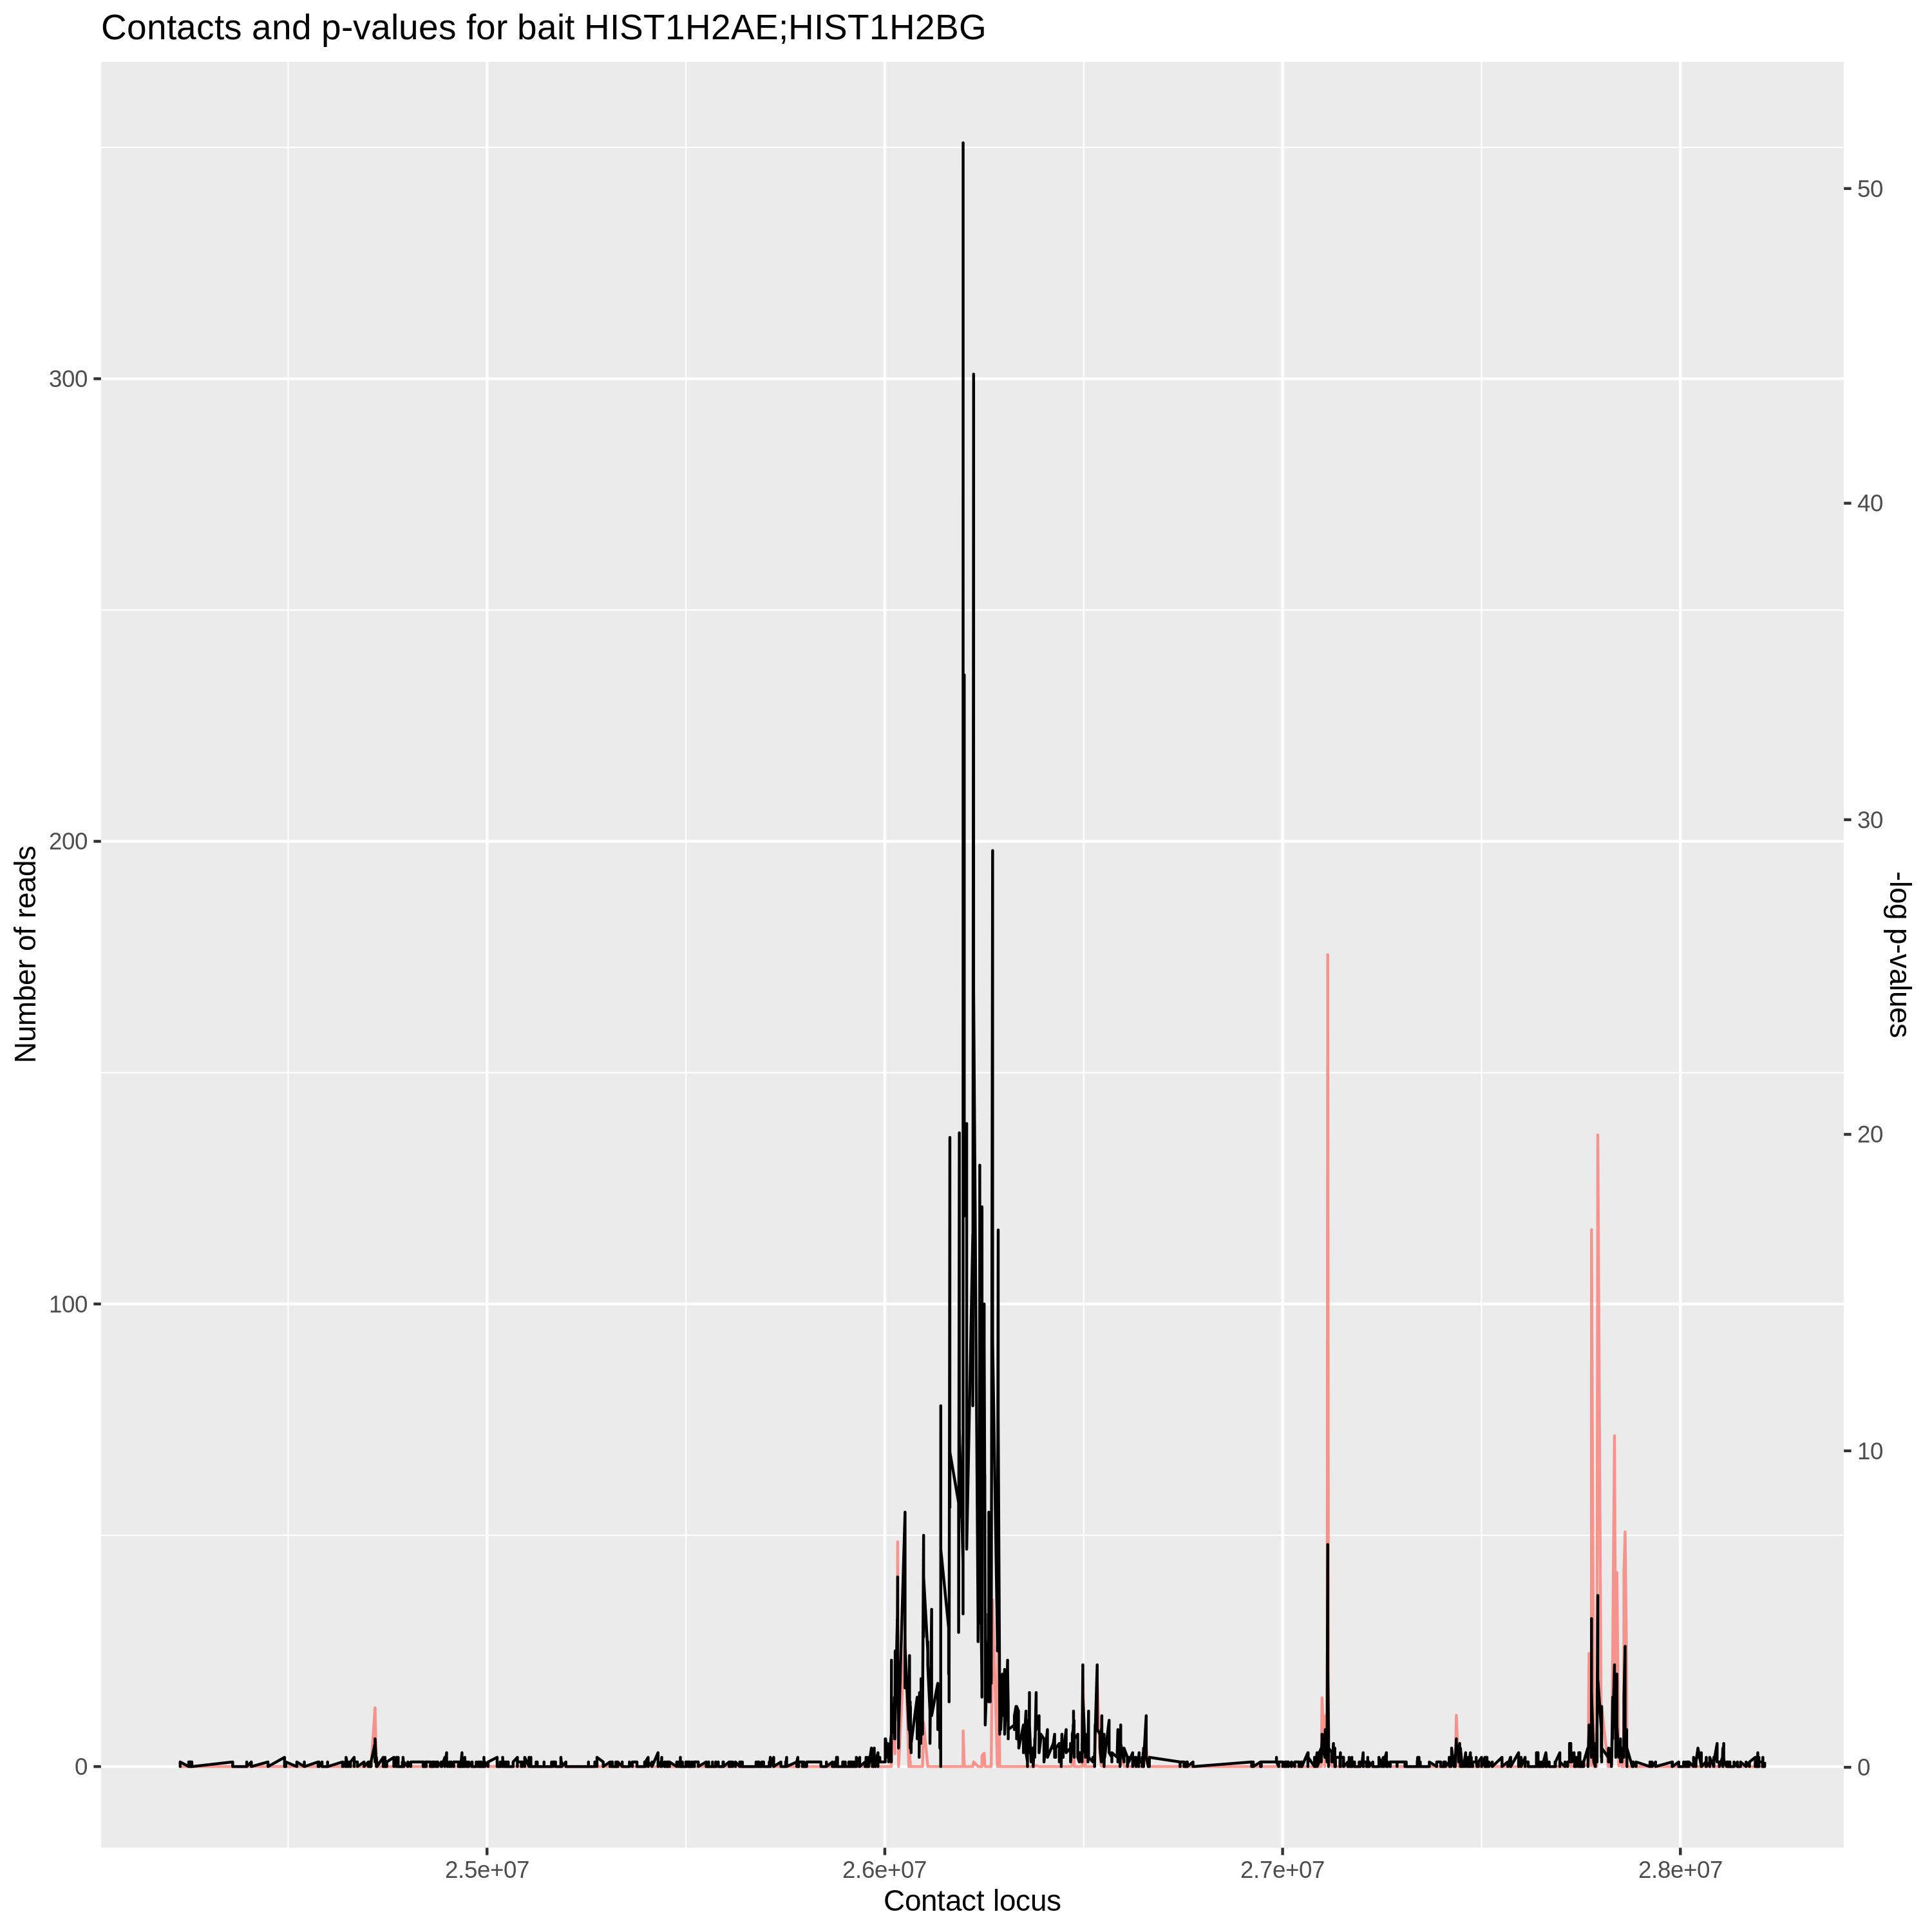 Contacts and p-values for bait HIST1H2AE;HIST1H2BG
Number of reads
300
200
100
0
50
40
30
20
10
0
-log p-values
2.5e+07 2.6e+07 2.7e+07 2.8e+07
Contact locus